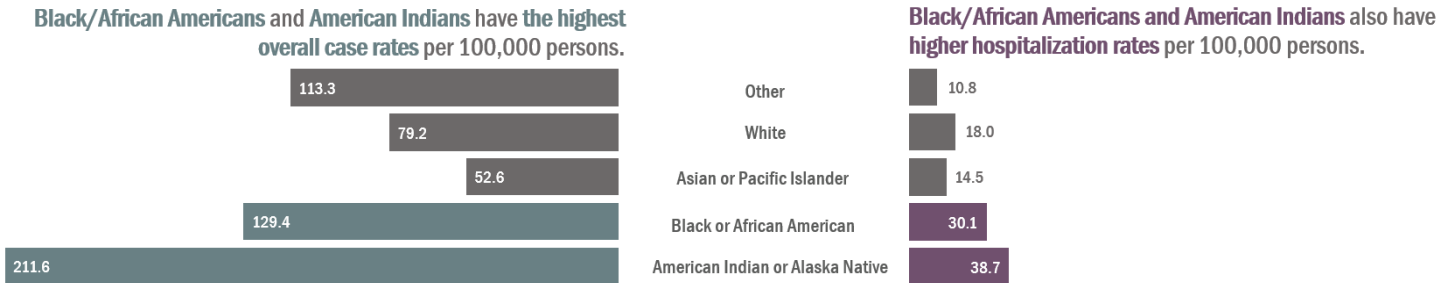 Black/African Americans and American Indians have the highest
overall case rates per 100,000 persons.
Black/African Americans and American Indians also have
higher hospitalization rates per 100,000 persons.
113.3 Other 10.8
79.2 White 18.0
52.6 Asian or Pacific Islander 14.5
129.4 Black or African American 30.1
211.6 American Indian or Alaska Native 38.7